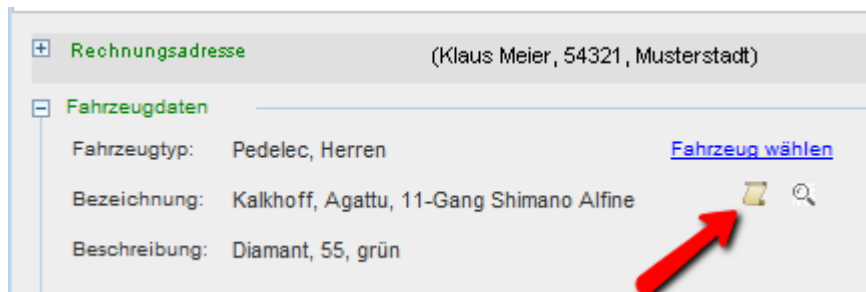 Rechnungsadresse (Klaus Meier, 54321, Musterstadt)
Fahrzeugdaten
Fahrzeugtyp: Pedelec, Herren Fahrzeug wählen
Bezeichnung: Kalkhoff, Agattu, 11-Gang Shimano Alfine
Beschreibung: Diamant, 55, grün